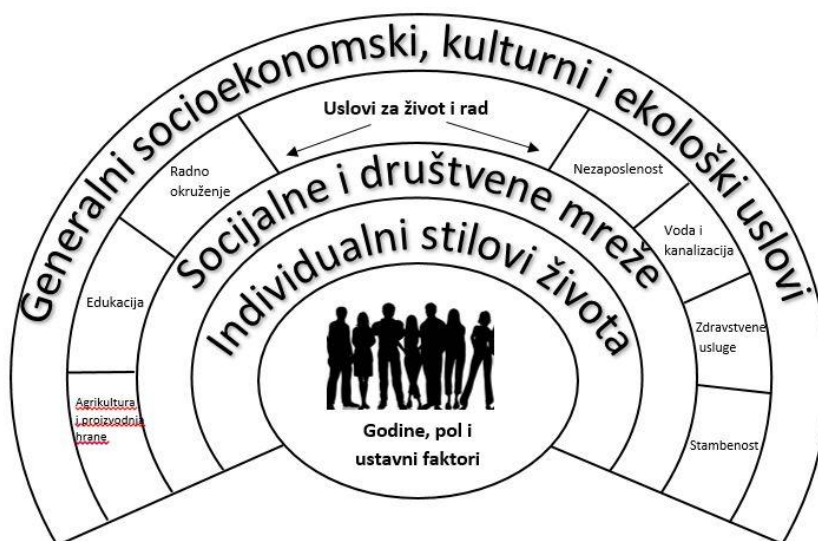 Generalni socioekonomski, kulturni i ekološki uslovi
Uslovi za život i rad
Radno
okruženje
Nezaposlenost
Socijalne i društvene mreže
Voda i
kanalizacija
Individualni stilovi života
Edukacija
Zdravstvene
usluge
Agrikultura
i proizvodnja
hrane
Stambenost
Godine, pol i
ustavni faktori